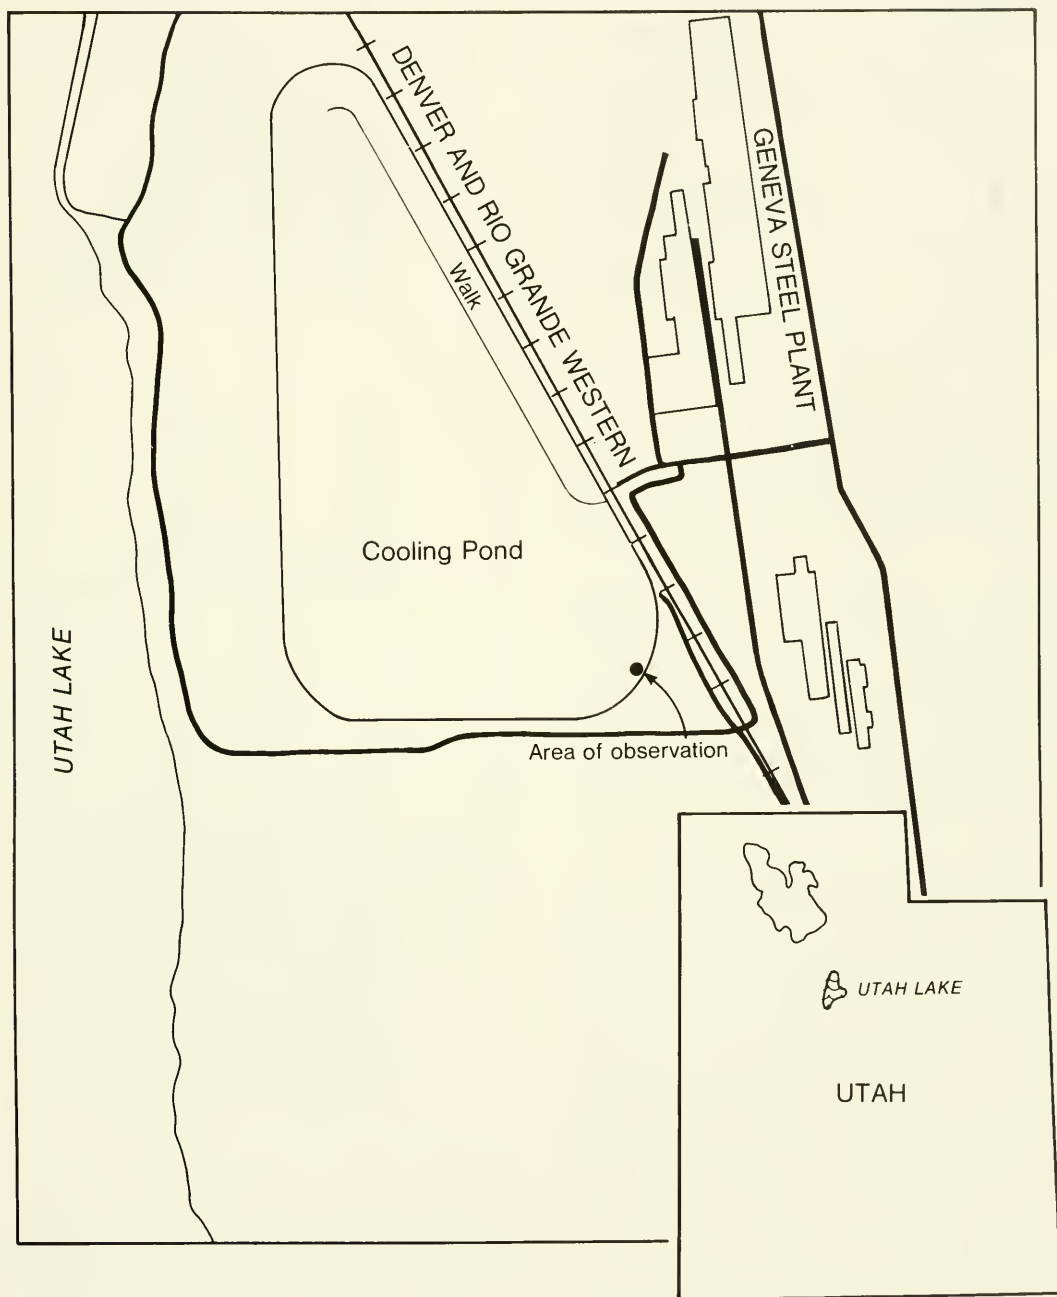 DENVER AND RIO GRANDE WESTERN
GENEVA STEEL PLANT
Walk
Cooling Pond
UTAH LAKE
Area of observation
UTAH LAKE
UTAH